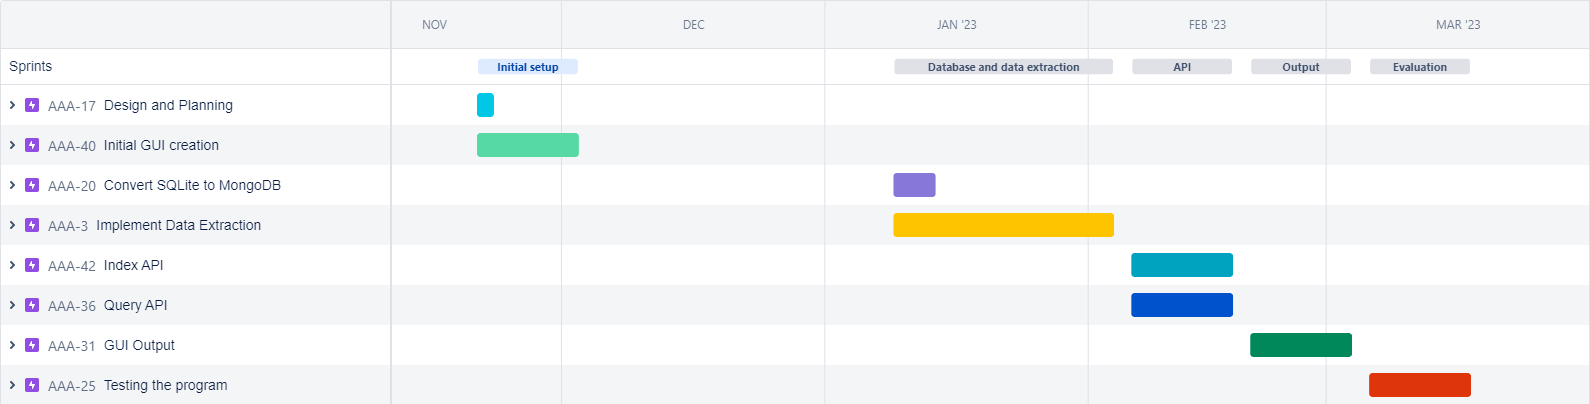 NOV DEC JAN '23 FEB '23 MAR '23
Sprints Initial setup Database and data extraction API Output Evaluation
AAA-17 Design and Planning
AAA-40 Initial GUI creation
AAA-20 Convert SQLite to MongoDB
AAA-3 Implement Data Extraction
AAA-42 Index API
AAA-36 Query API
AAA-31 GUI Output
AAA-25 Testing the program